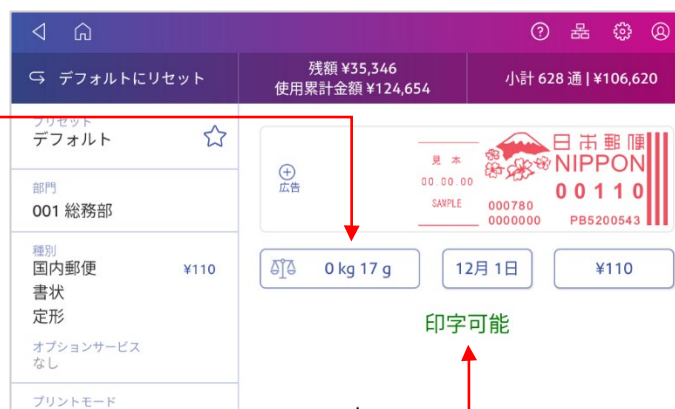 デフォルトにリセット
残額 ¥35,346
使用累計金額 ¥124,654
小計 628 通 | ¥106,620
プリセット
デフォルト
部門
001 総務部
種別
国内郵便 ¥110
書状
定形
オプションサービス
なし
プリントモード
広告
見 本
00.00.00
SAMPLE
日本郵便
NIPPON
00110
000780
0000000 PB5200543
0 kg 17 g
12月 1日
¥110
印字可能